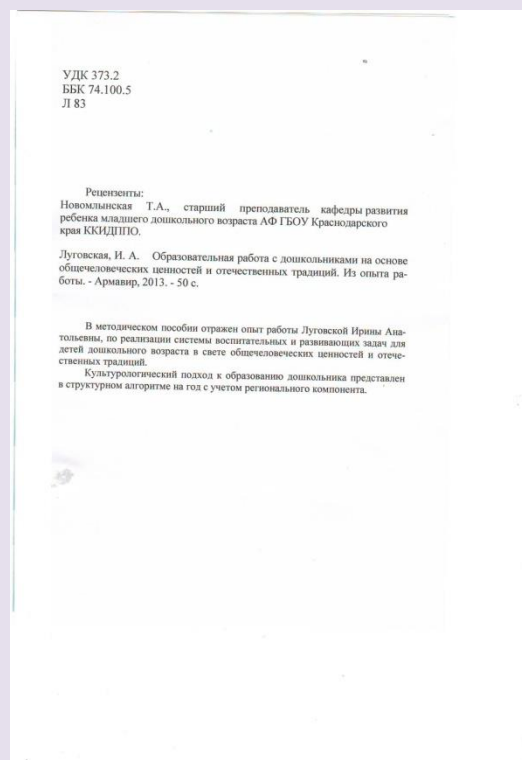 УДК 373.2
ББК 74.100.5
Л 83
Рецензенты:
Новомлынская Т.А., старший преподаватель кафедры развития
ребенка младшего дошкольного возраста АФ ГБОУ Краснодарского
края ККИДППО.
Луговская, И. А. Образовательная работа с дошкольниками на основе
общечеловеческих ценностей и отечественных традиций. Из опыта ра-
боты. - Армавир, 2013. - 50 с.
В методическом пособии отражен опыт работы Луговской Ирины Ана-
тольевны, по реализации системы воспитательных и развивающих задач для
детей дошкольного возраста в свете общечеловеческих ценностей и отече-
ственных традиций.
Культурологический подход к образованию дошкольника представлен
в структурном алгоритме на год с учетом регионального компонента.